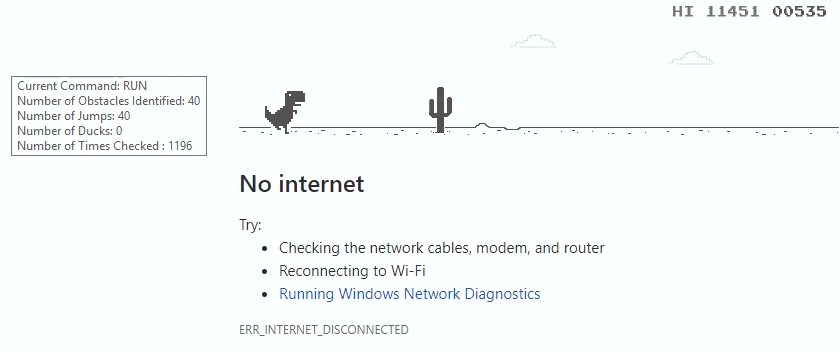 HI 11451 00535
Current Command: RUN
Number of Obstacles Identified: 40
Number of Jumps: 40
Number of Ducks: 0
Number of Times Checked : 1196
No internet
Try:
Checking the network cables, modem, and router
Reconnecting to Wi-Fi
Running Windows Network Diagnostics
ERR_INTERNET_DISCONNECTED